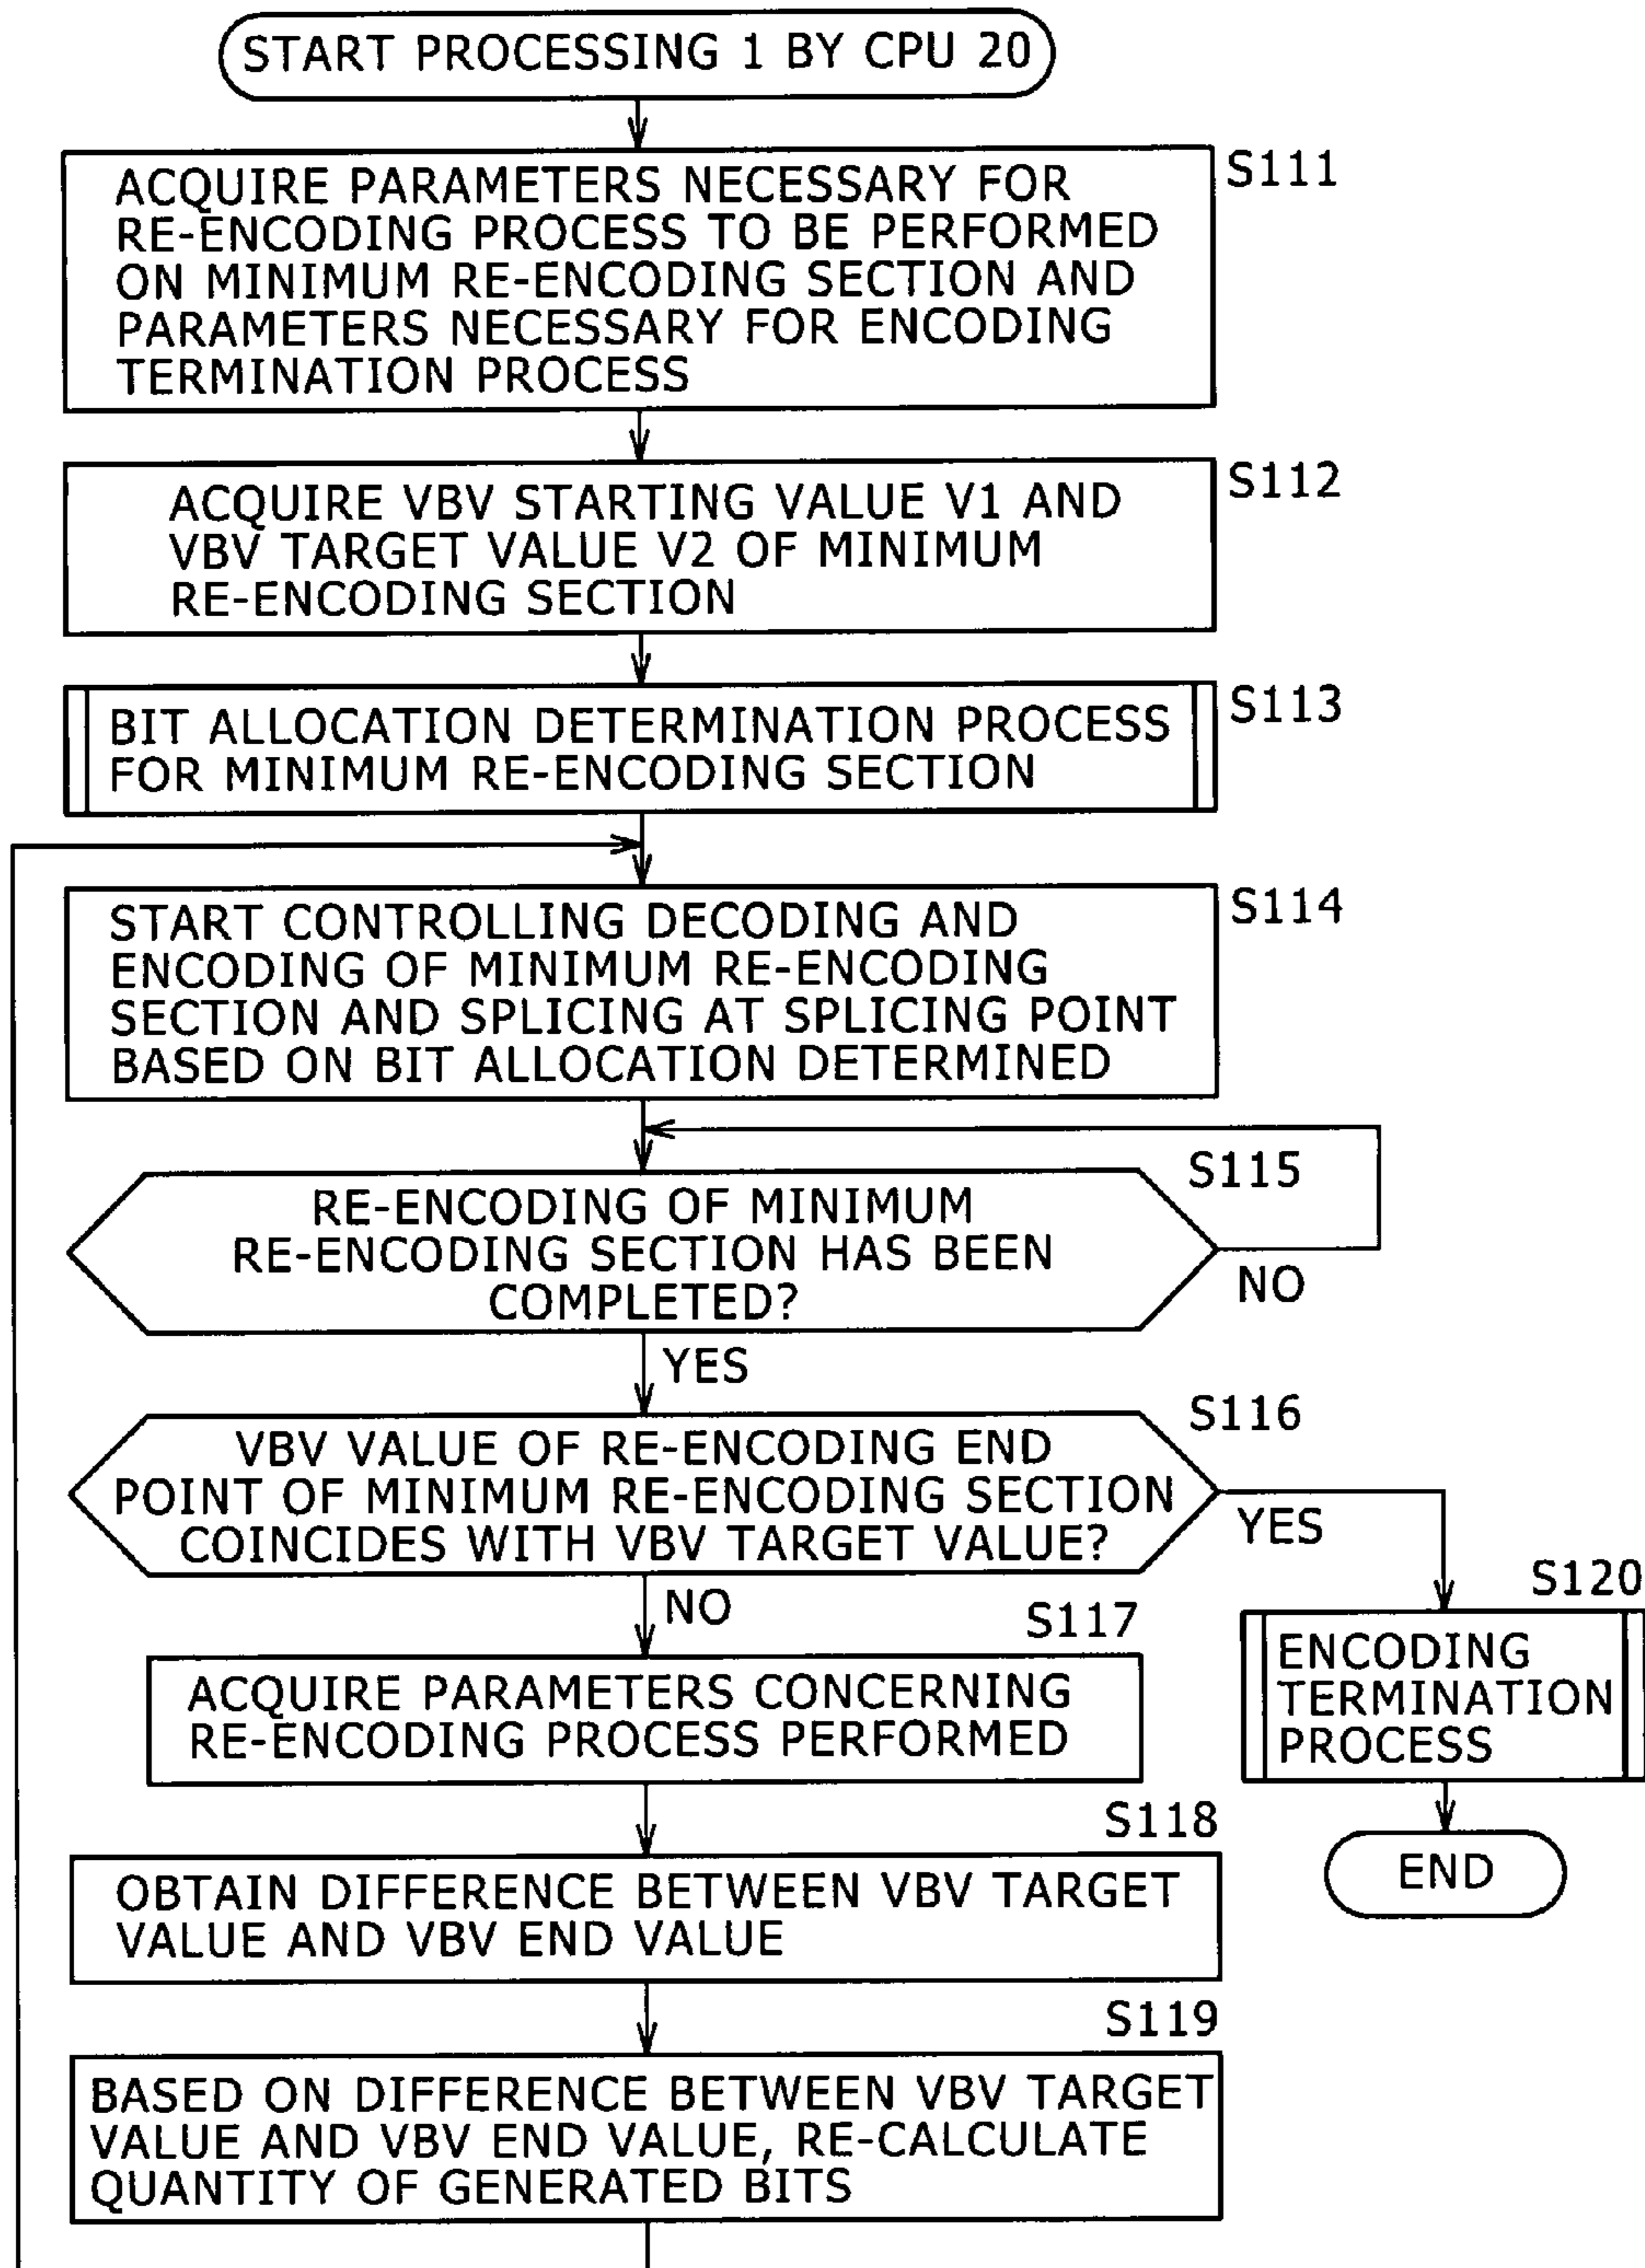 START PROCESSING 1 BY CPU 20
S111
ACQUIRE PARAMETERS NECESSARY FOR
RE-ENCODING PROCESS TO BE PERFORMED
ON MINIMUM RE-ENCODING SECTION AND
PARAMETERS NECESSARY FOR ENCODING
TERMINATION PROCESS
S112
ACQUIRE VBV STARTING VALUE V1 AND
VBV TARGET VALUE V2 OF MINIMUM
RE-ENCODING SECTION
S113
BIT ALLOCATION DETERMINATION PROCESS
FOR MINIMUM RE-ENCODING SECTION
S114
START CONTROLLING DECODING AND
ENCODING OF MINIMUM RE-ENCODING
SECTION AND SPLICING AT SPLICING POINT
BASED ON BIT ALLOCATION DETERMINED
S115
RE-ENCODING OF MINIMUM
RE-ENCODING SECTION HAS BEEN
COMPLETED?
NO
YES
S116
VBV VALUE OF RE-ENCODING END
POINT OF MINIMUM RE-ENCODING SECTION
COINCIDES WITH VBV TARGET VALUE?
YES
NO
S117
ACQUIRE PARAMETERS CONCERNING
RE-ENCODING PROCESS PERFORMED
S120
ENCODING
TERMINATION
PROCESS
END
S118
OBTAIN DIFFERENCE BETWEEN VBV TARGET
VALUE AND VBV END VALUE
S119
BASED ON DIFFERENCE BETWEEN VBV TARGET
VALUE AND VBV END VALUE, RE-CALCULATE
QUANTITY OF GENERATED BITS